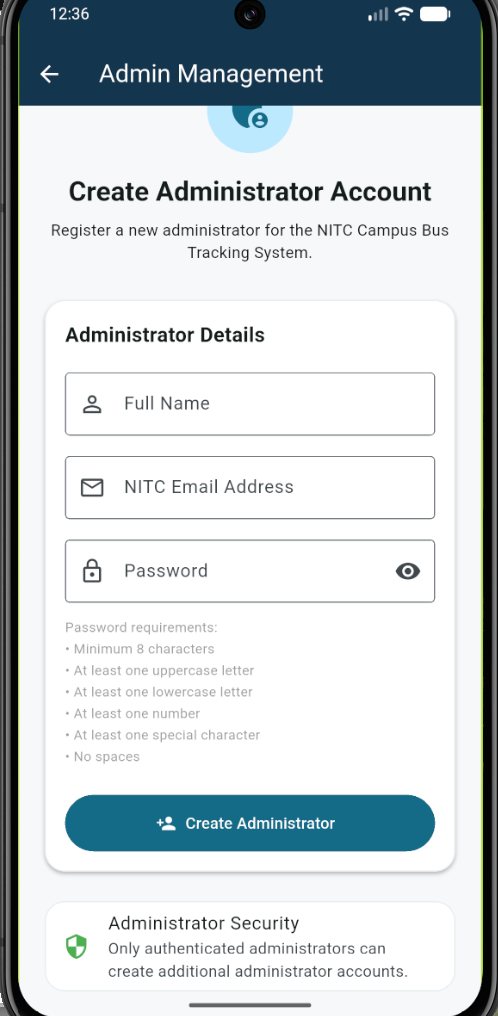 12:36
Admin Management
Create Administrator Account
Register a new administrator for the NITC Campus Bus
Tracking System.
Administrator Details
Full Name
NITC Email Address
Password
Password requirements:
• Minimum 8 characters
• At least one uppercase letter
• At least one lowercase letter
• At least one number
• At least one special character
• No spaces
Create Administrator
Administrator Security
Only authenticated administrators can
create additional administrator accounts.